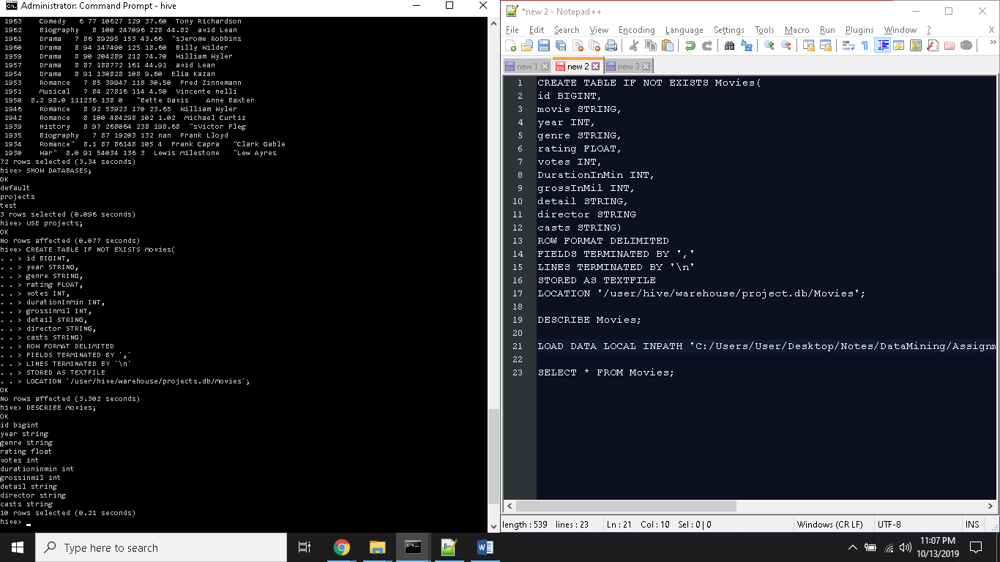 Administrator: Command Prompt - hive
1963 Comedy 6 77 10627 129 37.60 Tony Richardson
1962 Biography 8 100 247096 228 44.82 avid Lean
1961 Drama 7 86 89295 153 43.66 "sJerome Robbins
1960 Drama 8 94 147490 125 18.60 Billy Wilder
1959 Drama 8 90 204289 212 74.70 William Wyler
1957 Drama 8 87 188772 161 44.91 avid Lean
1954 Drama 8 91 130828 108 9.60 Elia Kazan
1953 Romance 7 85 39947 118 30.50 Fred Zinnemann
1951 Musical 7 84 27816 114 4.50 Vincente nelli
1950 8.2 98.0 111236 138 0 "Bette Davis Anne Baxter
1946 Romance 8 92 53923 170 23.65 William Wyler
1942 Romance 8 100 484298 102 1.02 Michael Curtiz
1939 History 8 97 268064 238 198.68 "sVictor Fleg
1935 Biography 7 87 19203 132 nan Frank Lloyd
1934 Romance" 8.1 87 86148 105 4 Frank Capra "Clark Gable
1930 War" 8.0 91 54034 136 3 Lewis Milestone "Lew Ayres
72 rows selected (3.34 seconds)
hive> SHOW DATABASES;
OK
default
projects
test
3 rows selected (0.096 seconds)
hive> USE projects;
OK
No rows affected (0.077 seconds)
hive> CREATE TABLE IF NOT EXISTS Movies(
. . > id BIGINT,
. . > year STRING,
. . > genre STRING,
. . > rating FLOAT,
. . > votes INT,
. . > durationInMin INT,
. . > grossInMil INT,
. . > detail STRING,
. . > director STRING,
. . > casts STRING)
. . > ROW FORMAT DELIMITED
. . > FIELDS TERMINATED BY ','
. . > LINES TERMINATED BY '\n'
. . > STORED AS TEXTFILE
. . > LOCATION '/user/hive/warehouse/projects.db/Movies';
OK
No rows affected (3.302 seconds)
hive> DESCRIBE Movies;
OK
id bigint
year string
genre string
rating float
votes int
durationinmin int
grossinmil int
detail string
director string
casts string
10 rows selected (0.21 seconds)
hive>
*new 2 - Notepad++
File Edit Search View Encoding Language Settings Tools Macro Run Plugins Window ? X
new 1 new 2 new 3
1 CREATE TABLE IF NOT EXISTS Movies(
2 id BIGINT,
3 movie STRING,
4 year INT,
5 genre STRING,
6 rating FLOAT,
7 votes INT,
8 DurationInMin INT,
9 grossInMil INT,
10 detail STRING,
11 director STRING
12 casts STRING)
13 ROW FORMAT DELIMITED
14 FIELDS TERMINATED BY ','
15 LINES TERMINATED BY '\n'
16 STORED AS TEXTFILE
17 LOCATION '/user/hive/warehouse/project.db/Movies';
18
19 DESCRIBE Movies;
20
21 LOAD DATA LOCAL INPATH 'C:/Users/User/Desktop/Notes/DataMining/Assignm
22
23 SELECT * FROM Movies;
length : 539 lines : 23 Ln : 21 Col : 10 Sel : 0 | 0 Windows (CR LF) UTF-8 INS
Type here to search
11:07 PM
10/13/2019